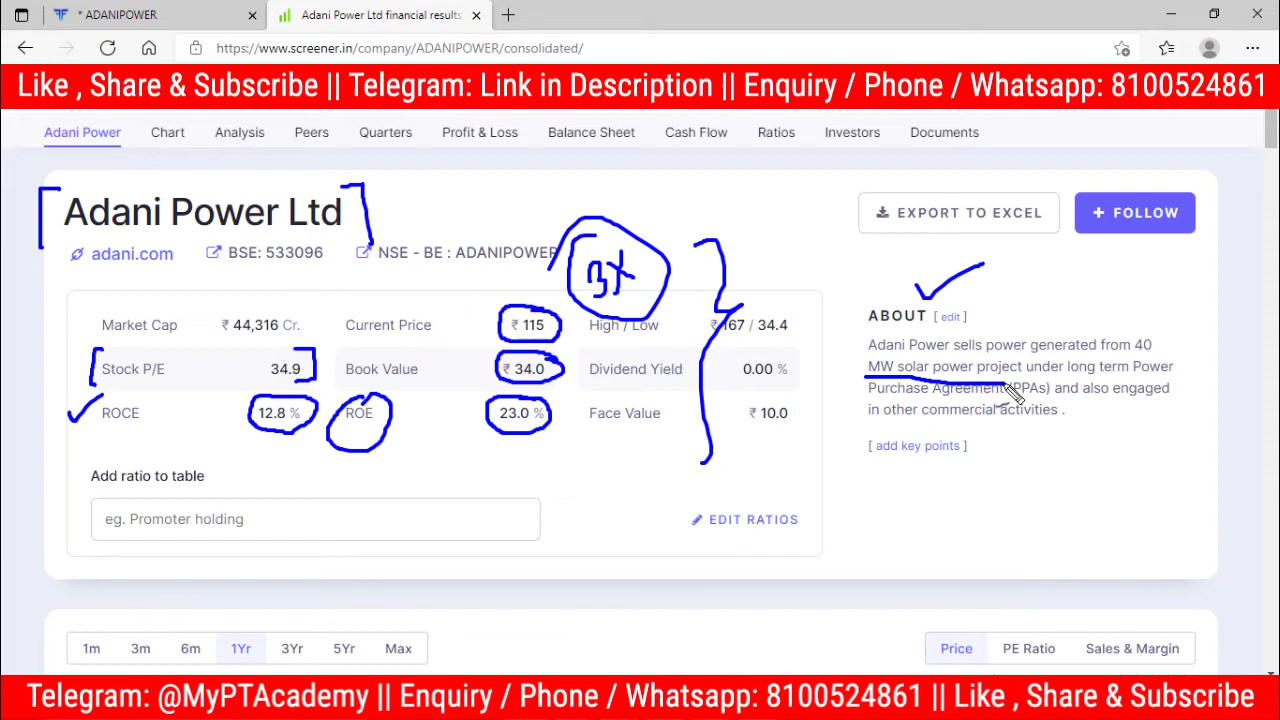 * ADANIPOWER
Adani Power Ltd financial results
https://www.screener.in/company/ADANIPOWER/consolidated/
Like , Share & Subscribe || Telegram: Link in Description || Enquiry / Phone / Whatsapp: 8100524861
Adani Power Chart Analysis Peers Quarters Profit & Loss Balance Sheet Cash Flow Ratios Investors Documents
Adani Power Ltd
EXPORT TO EXCEL
+ FOLLOW
adani.com BSE: 533096 NSE - BE : ADANIPOWER
3X
Market Cap ₹ 44,316 Cr. Current Price ₹ 115 High / Low ₹ 167 / 34.4
Stock P/E 34.9 Book Value ₹ 34.0 Dividend Yield 0.00 %
ROCE 12.8 % ROE 23.0 % Face Value ₹ 10.0
Add ratio to table
eg. Promoter holding
EDIT RATIOS
ABOUT [ edit ]
Adani Power sells power generated from 40
MW solar power project under long term Power
Purchase Agreement (PPAs) and also engaged
in other commercial activities .
[ add key points ]
1m 3m 6m 1Yr 3Yr 5Yr Max
Price PE Ratio Sales & Margin
Telegram: @MyPTAcademy || Enquiry / Phone / Whatsapp: 8100524861 || Like , Share & Subscribe